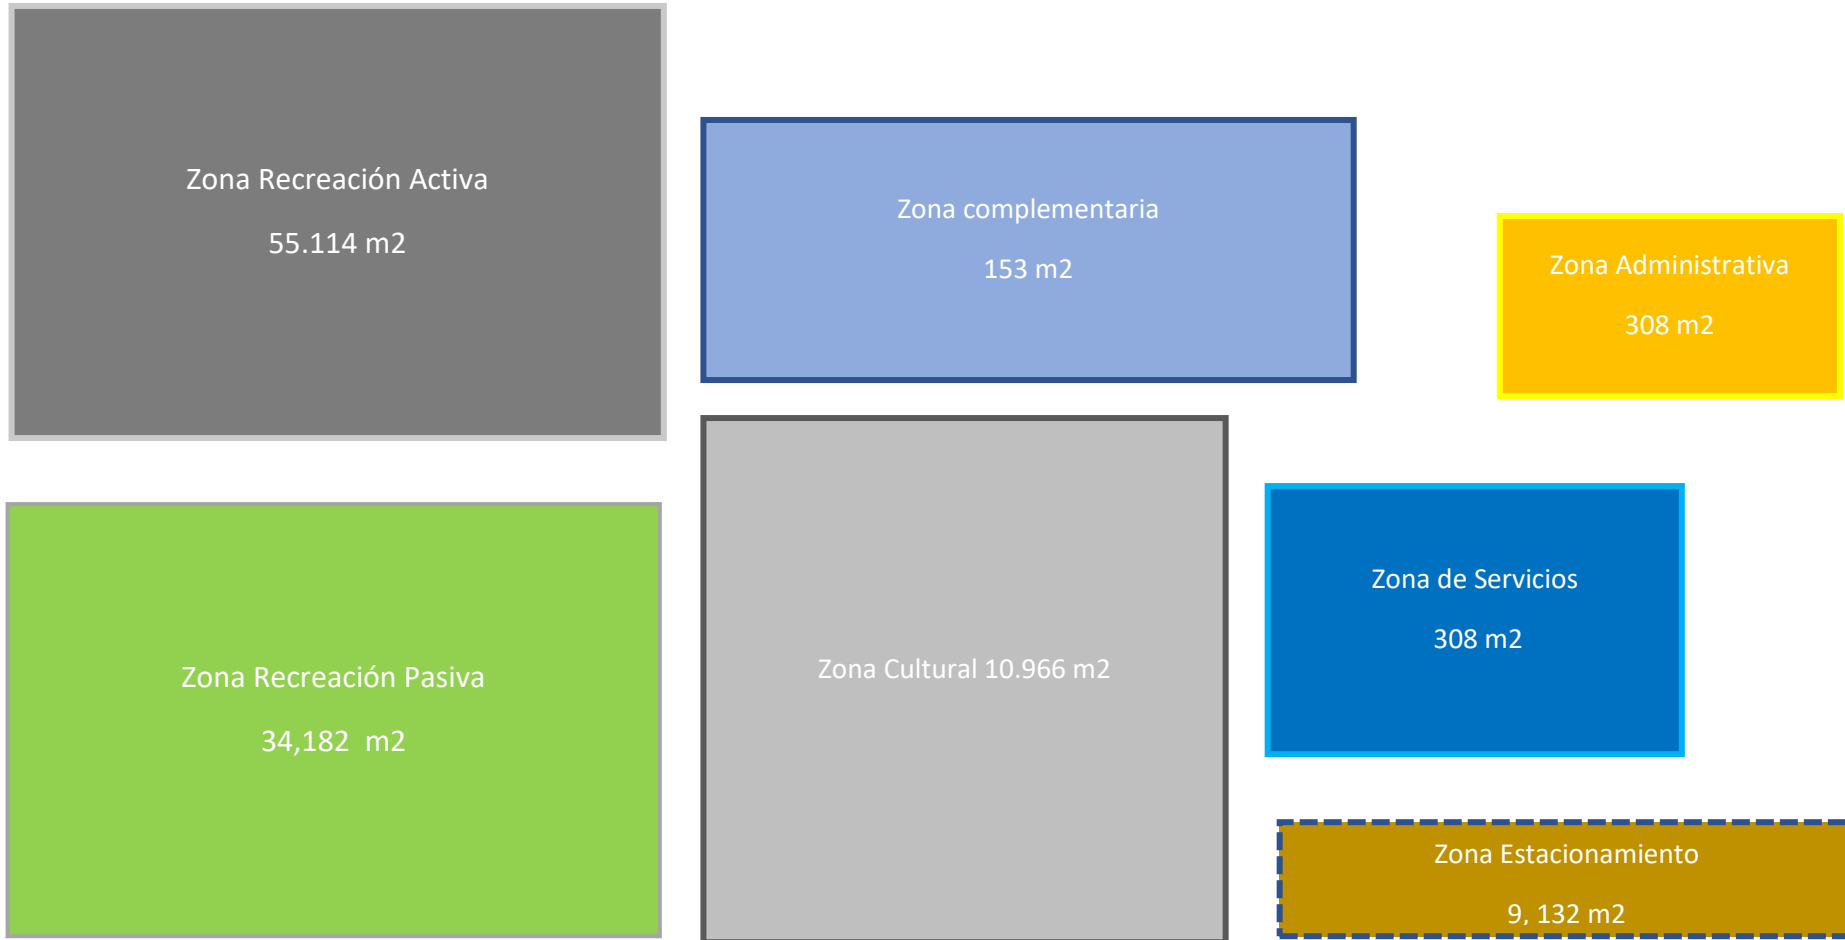 Zona Recreación Activa
55.114 m2
Zona complementaria
153 m2
Zona Administrativa
308 m2
Zona Recreación Pasiva
34,182  m2
Zona Cultural 10.966 m2
Zona de Servicios
308 m2
Zona Estacionamiento
9, 132 m2